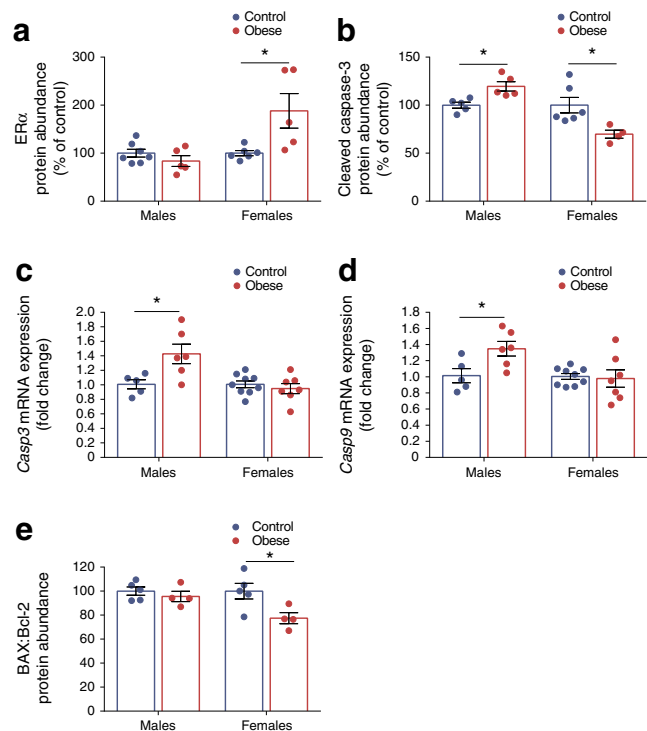 a
Control
Obese
ERα
protein abundance
(% of control)
300
200
100
0
*
Males
Females
b
Control
Obese
Cleaved caspase-3
protein abundance
(% of control)
150
100
50
0
*
*
Males
Females
c
Control
Obese
Casp3 mRNA expression
(fold change)
2.0
1.8
1.6
1.4
1.2
1.0
0.8
0.6
0.4
0.2
0
*
Males
Females
d
Control
Obese
Casp9 mRNA expression
(fold change)
1.8
1.6
1.4
1.2
1.0
0.8
0.6
0.4
0.2
0
*
Males
Females
e
Control
Obese
BAX:Bcl-2
protein abundance
120
100
80
60
40
20
0
*
Males
Females